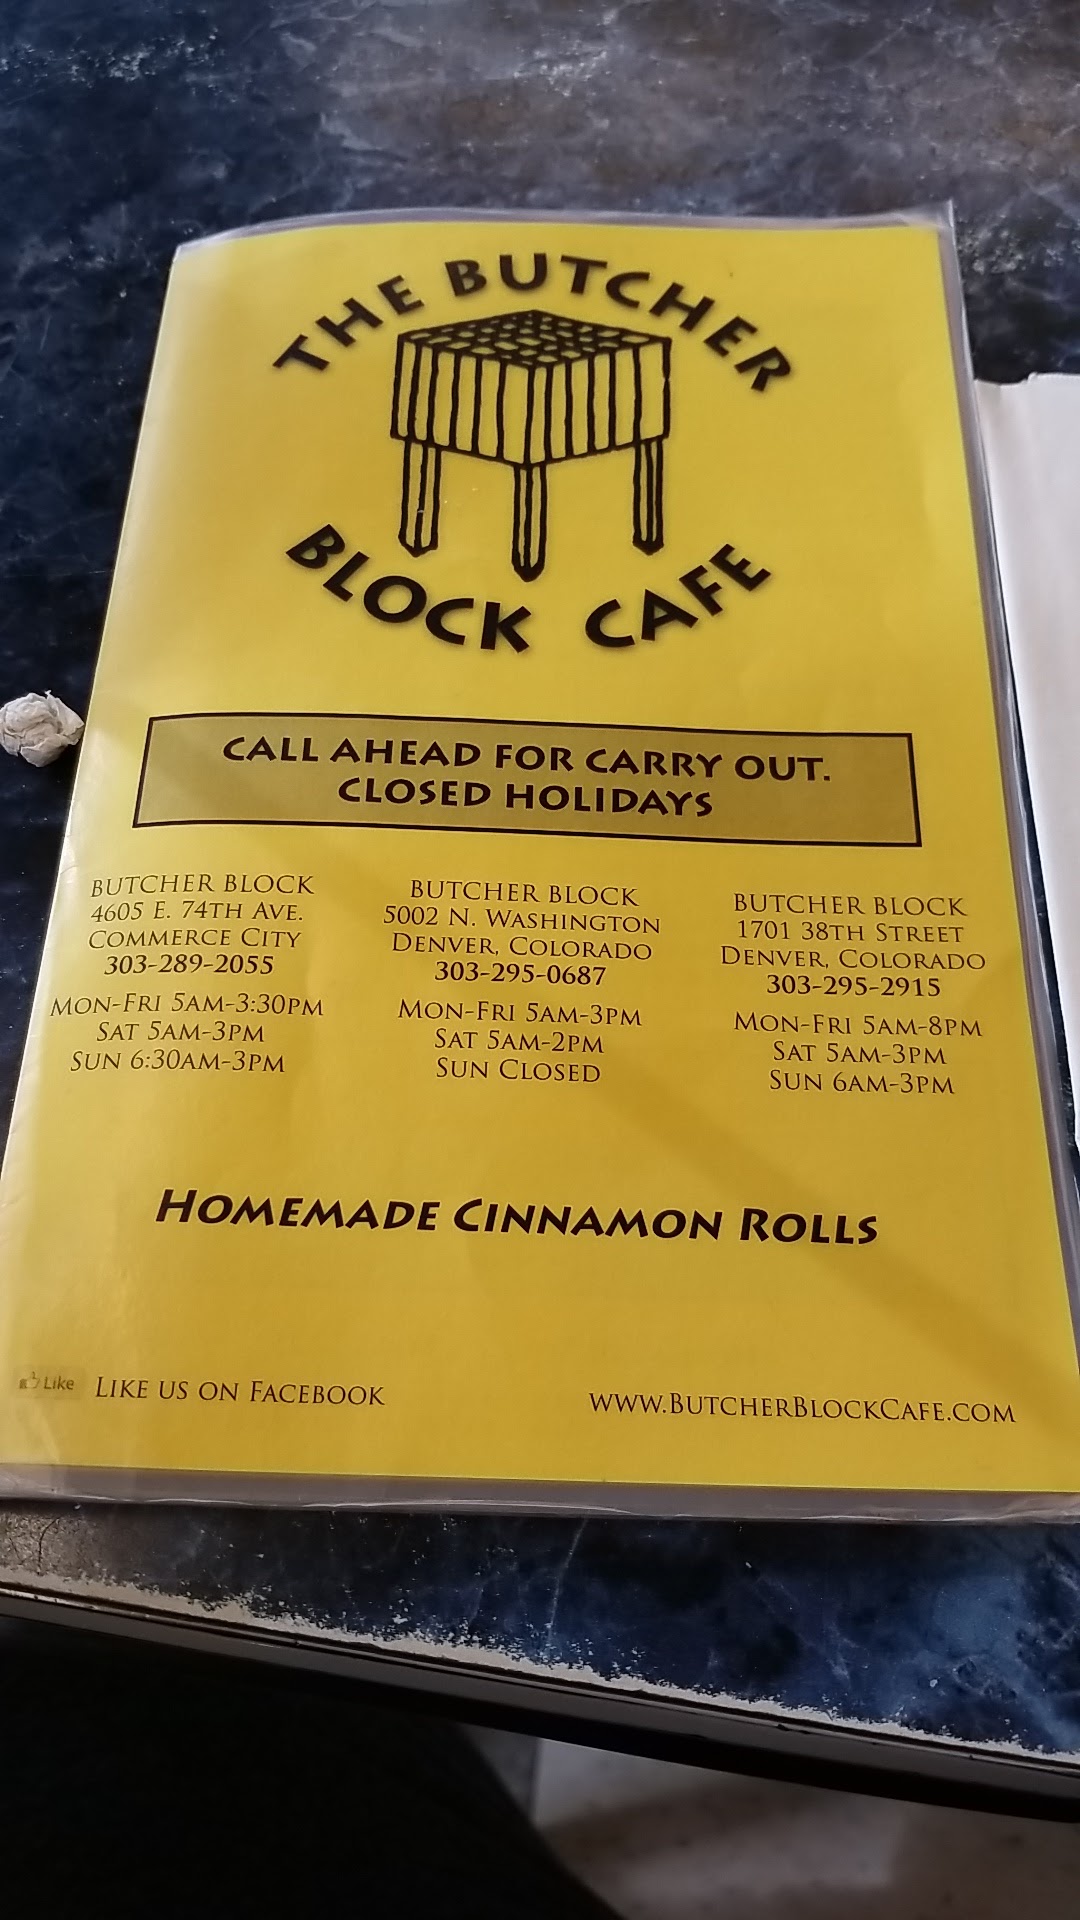 THE BUTCHER
BLOCK CAFE
CALL AHEAD FOR CARRY OUT.
CLOSED HOLIDAYS
BUTCHER BLOCK
4605 E. 74TH AVE.
COMMERCE CITY
303-289-2055
MON-FRI 5AM-3:30PM
SAT 5AM-3PM
SUN 6:30AM-3PM
BUTCHER BLOCK
5002 N. WASHINGTON
DENVER, COLORADO
303-295-0687
MON-FRI 5AM-3PM
SAT 5AM-2PM
SUN CLOSED
BUTCHER BLOCK
1701 38TH STREET
DENVER, COLORADO
303-295-2915
MON-FRI 5AM-8PM
SAT 5AM-3PM
SUN 6AM-3PM
HOMEMADE CINNAMON ROLLS
Like LIKE US ON FACEBOOK
WWW.BUTCHERBLOCKCAFE.COM